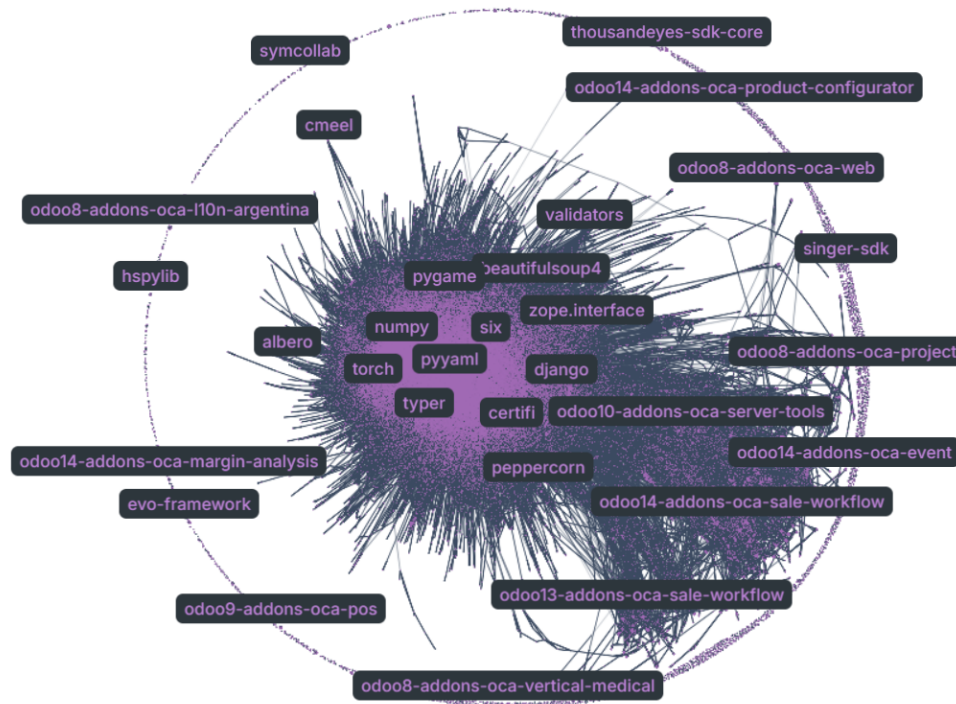 thousandeyes-sdk-core
symcollab
odoo14-addons-oca-product-configurator
cmeel
odoo8-addons-oca-web
odoo8-addons-oca-l10n-argentina
validators
singer-sdk
hspylib
pygame
beautifulsoup4
zope.interface
numpy
six
albero
pyyaml
odoo8-addons-oca-project
torch
django
typer
certifi
odoo10-addons-oca-server-tools
odoo14-addons-oca-event
odoo14-addons-oca-margin-analysis
peppercorn
evo-framework
odoo14-addons-oca-sale-workflow
odoo13-addons-oca-sale-workflow
odoo9-addons-oca-pos
odoo8-addons-oca-vertical-medical